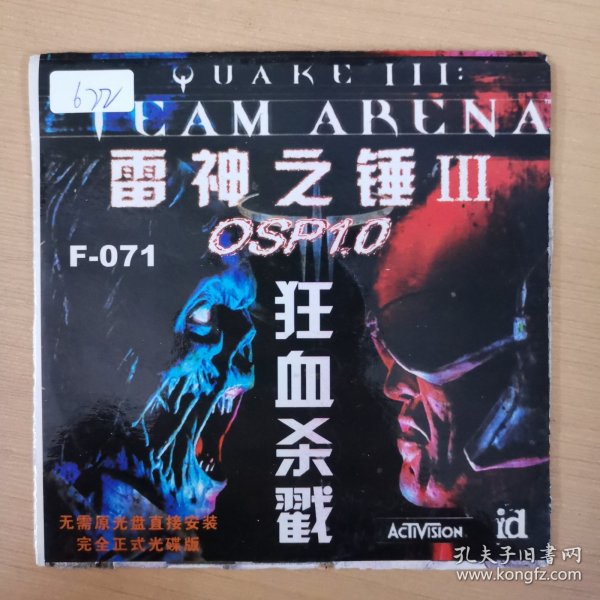 622
QUAKE III:
TEAM ARENA
雷神之锤III
OSP1.0
F-071
狂血杀戮
无需原光盘直接安装
完全正式光碟版
ACTIVISION
id
孔夫子旧书网
www.kongfz.com